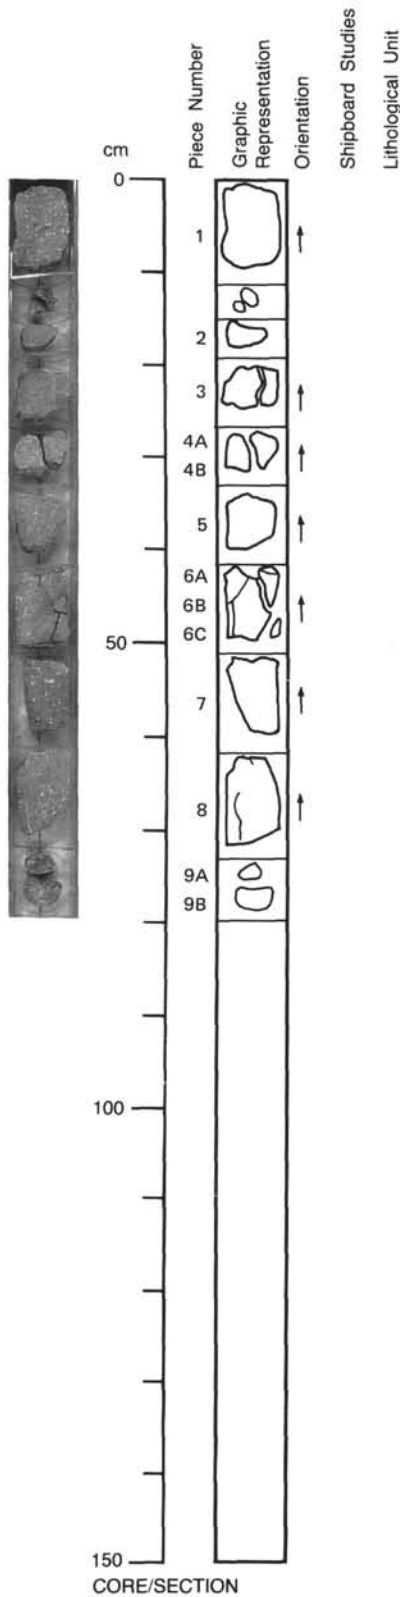 cm
Piece Number
Graphic
Representation
Orientation
Shipboard Studies
Lithological Unit
0
1
2
3
4A
4B
5
6A
6B
6C
50
7
8
9A
9B
100
150
CORE/SECTION